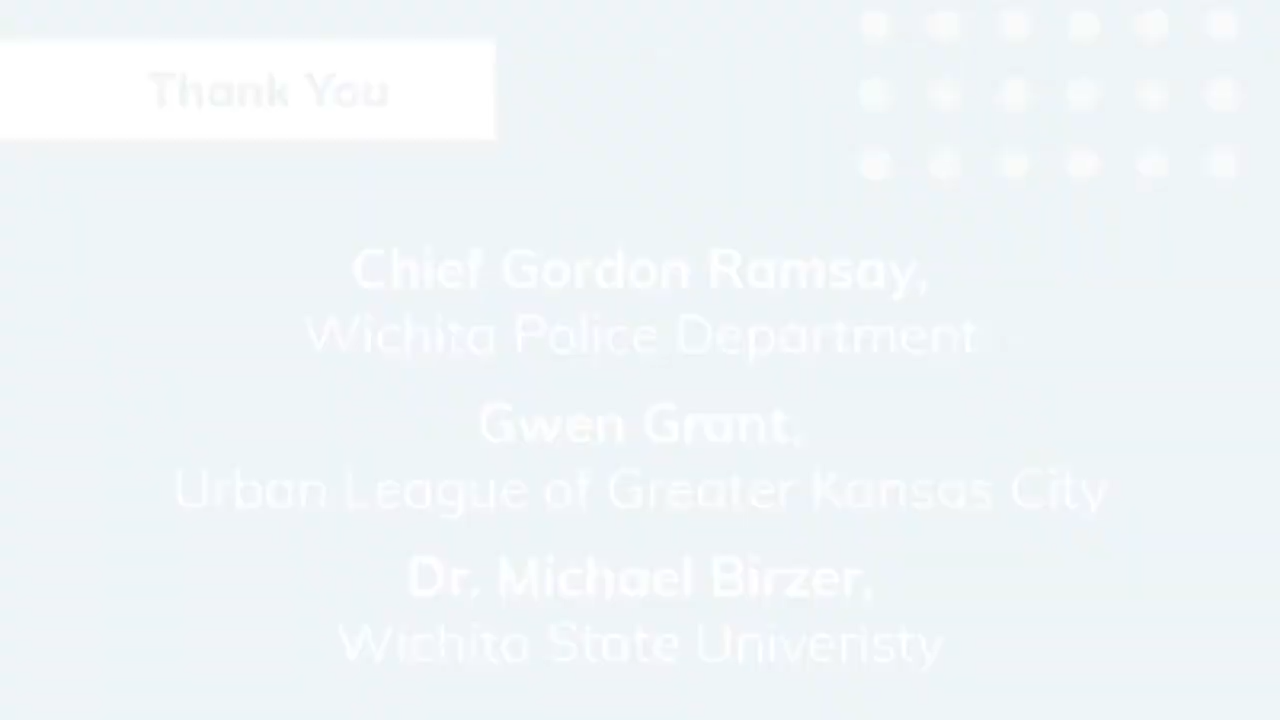 Thank You
Chief Gordon Ramsay,
Wichita Police Department
Gwen Grant,
Urban League of Greater Kansas City
Dr. Michael Birzer,
Wichita State Univeristy